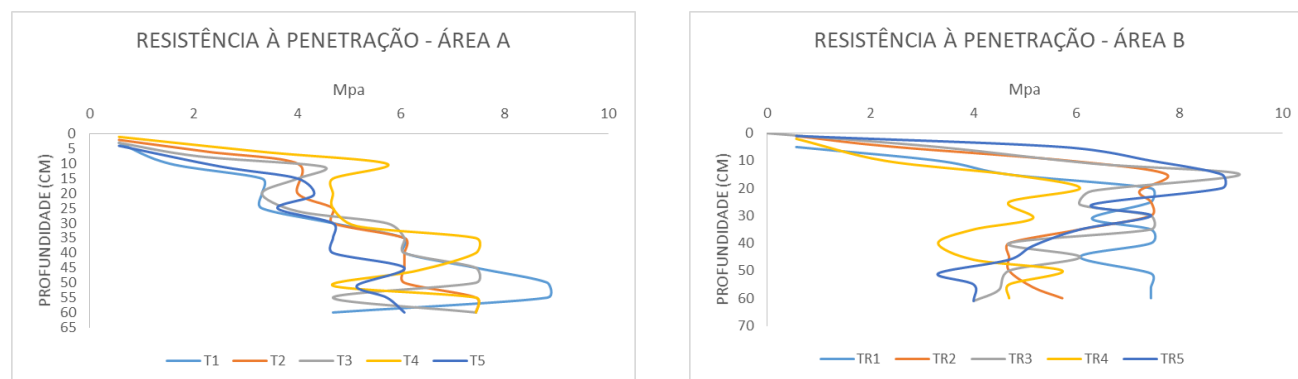 RESISTÊNCIA À PENETRAÇÃO - ÁREA A
Mpa
0 2 4 6 8 10
PROFUNDIDADE (CM)
0
5
10
15
20
25
30
35
40
45
50
55
60
65
T1 T2 T3 T4 T5
RESISTÊNCIA À PENETRAÇÃO - ÁREA B
Mpa
0 2 4 6 8 10
PROFUNDIDADE (CM)
0
10
20
30
40
50
60
70
TR1 TR2 TR3 TR4 TR5